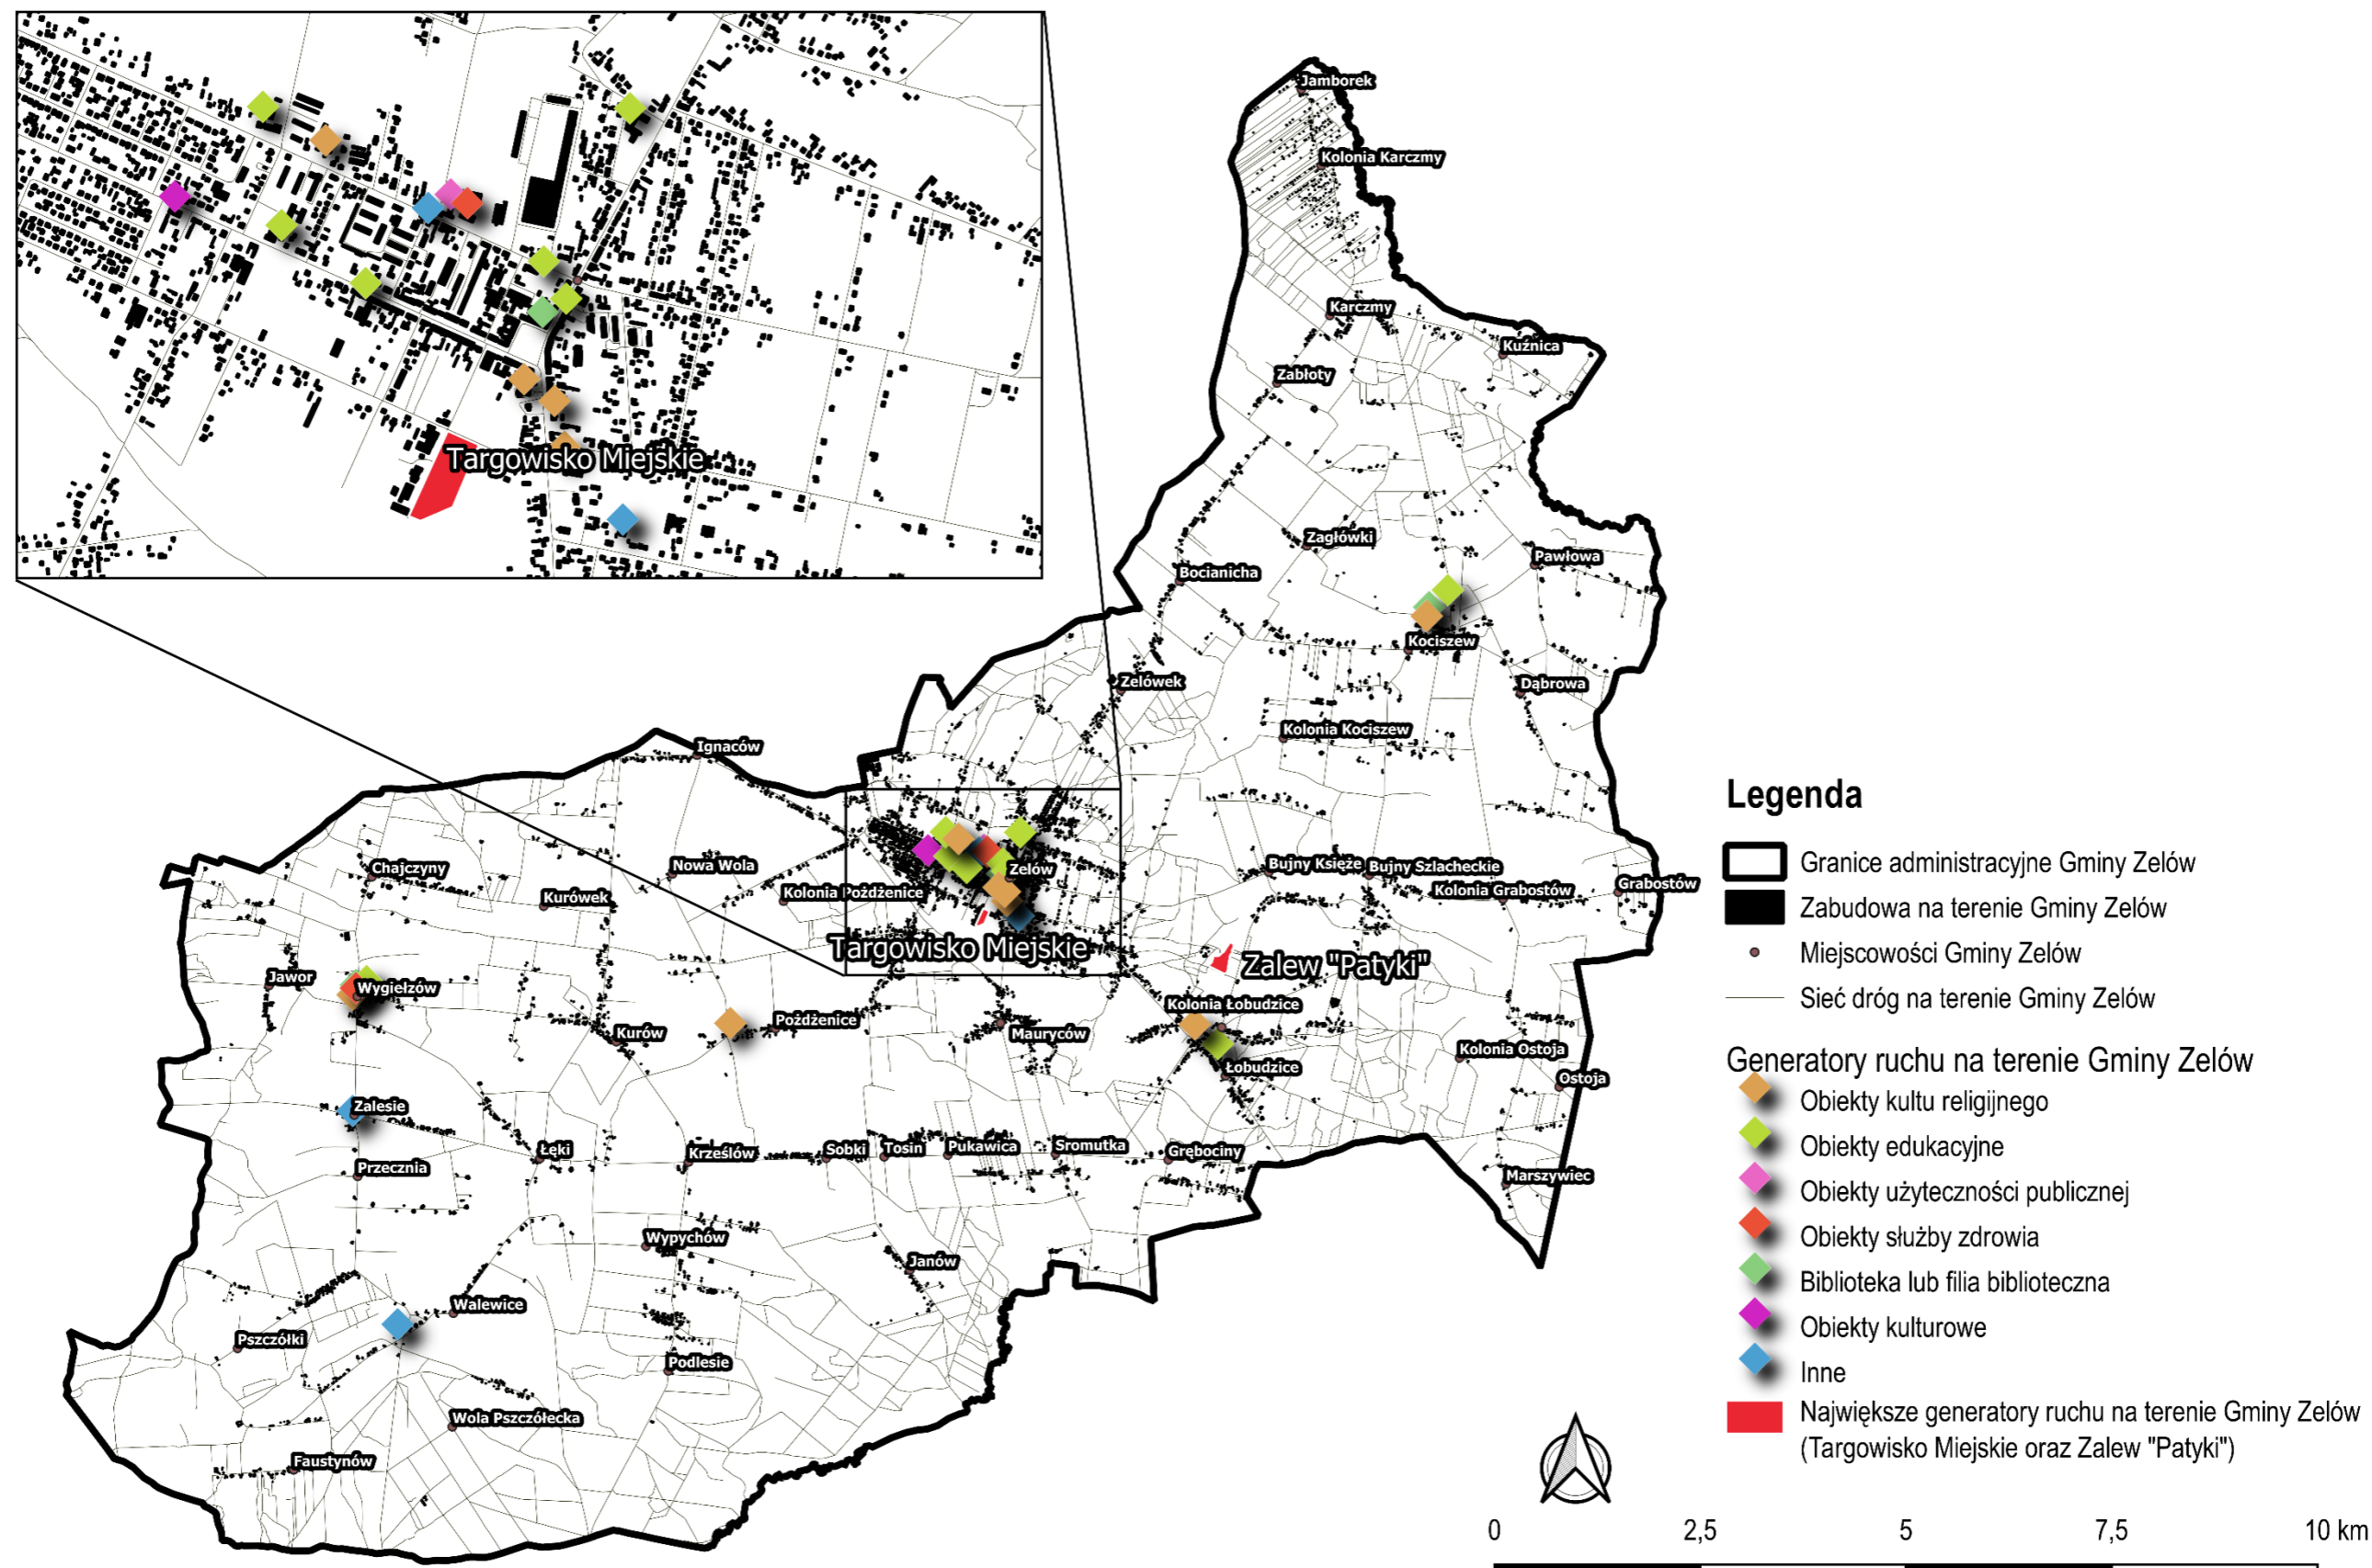 Targowisko Miejskie
Jamborek
Kolonia Karczmy
Karczmy
Kuźnica
Zabłoty
Zagłówki
Pawłowa
Bocianicha
Kociszew
Zelówek
Dąbrowa
Kolonia Kociszew
Ignaców
Chajczyny
Nowa Wola
Zelów
Bujny Księże
Bujny Szlacheckie
Kolonia Grabostów
Grabostów
Kurówek
Kolonia Pożdżenice
Targowisko Miejskie
Zalew "Patyki"
Jawor
Wygiełzów
Kolonia Łobudzice
Pożdżenice
Kurów
Mauryców
Kolonia Ostoja
Łobudzice
Ostoja
Zalesie
Łęki
Krześlów
Sobki
Tosin
Pukawica
Sromutka
Grębociny
Przecznia
Marszywiec
Wypychów
Janów
Walewice
Pszczółki
Podlesie
Wola Pszczółecka
Faustynów
Legenda
Granice administracyjne Gminy Zelów
Zabudowa na terenie Gminy Zelów
Miejscowości Gminy Zelów
Sieć dróg na terenie Gminy Zelów
Generatory ruchu na terenie Gminy Zelów
Obiekty kultu religijnego
Obiekty edukacyjne
Obiekty użyteczności publicznej
Obiekty służby zdrowia
Biblioteka lub filia biblioteczna
Obiekty kulturowe
Inne
Największe generatory ruchu na terenie Gminy Zelów
(Targowisko Miejskie oraz Zalew "Patyki")
0 2,5 5 7,5 10 km